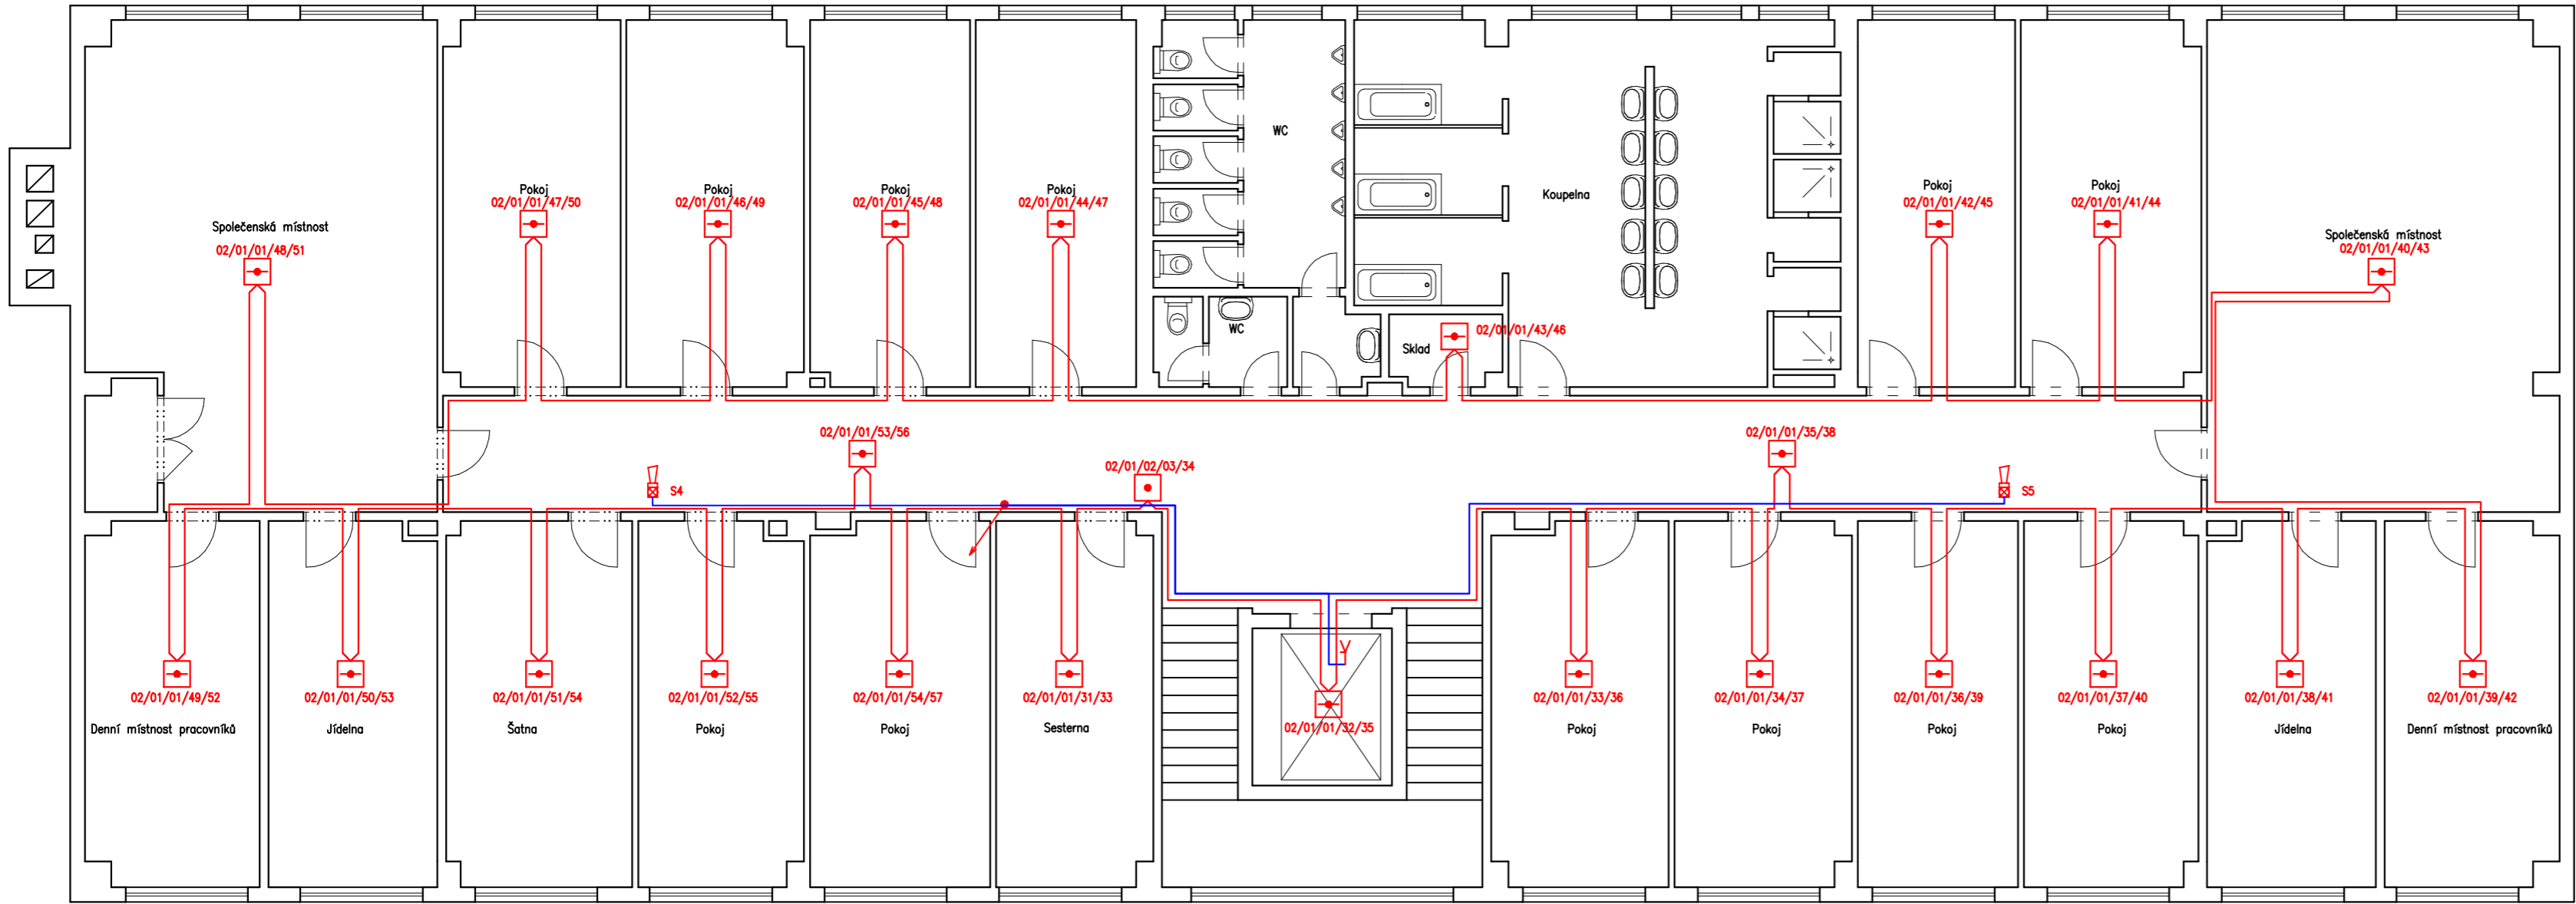 Pokoj
02/01/01/47/50
Pokoj
02/01/01/46/49
Pokoj
02/01/01/45/48
Pokoj
02/01/01/44/47
WC
Koupelna
Pokoj
02/01/01/42/45
Pokoj
02/01/01/41/44
Společenská místnost
02/01/01/48/51
Společenská místnost
02/01/01/40/43
WC
Sklad
02/01/01/43/46
02/01/01/53/56
02/01/01/35/38
02/01/02/03/34
S4
S5
02/01/01/49/52
02/01/01/50/53
02/01/01/51/54
02/01/01/52/55
02/01/01/54/57
02/01/01/31/33
02/01/01/33/36
02/01/01/34/37
02/01/01/36/39
02/01/01/37/40
02/01/01/38/41
02/01/01/39/42
02/01/01/32/35
Denní místnost pracovníků
Jídelna
Šatna
Pokoj
Pokoj
Sesterna
Pokoj
Pokoj
Pokoj
Pokoj
Jídelna
Denní místnost pracovníků